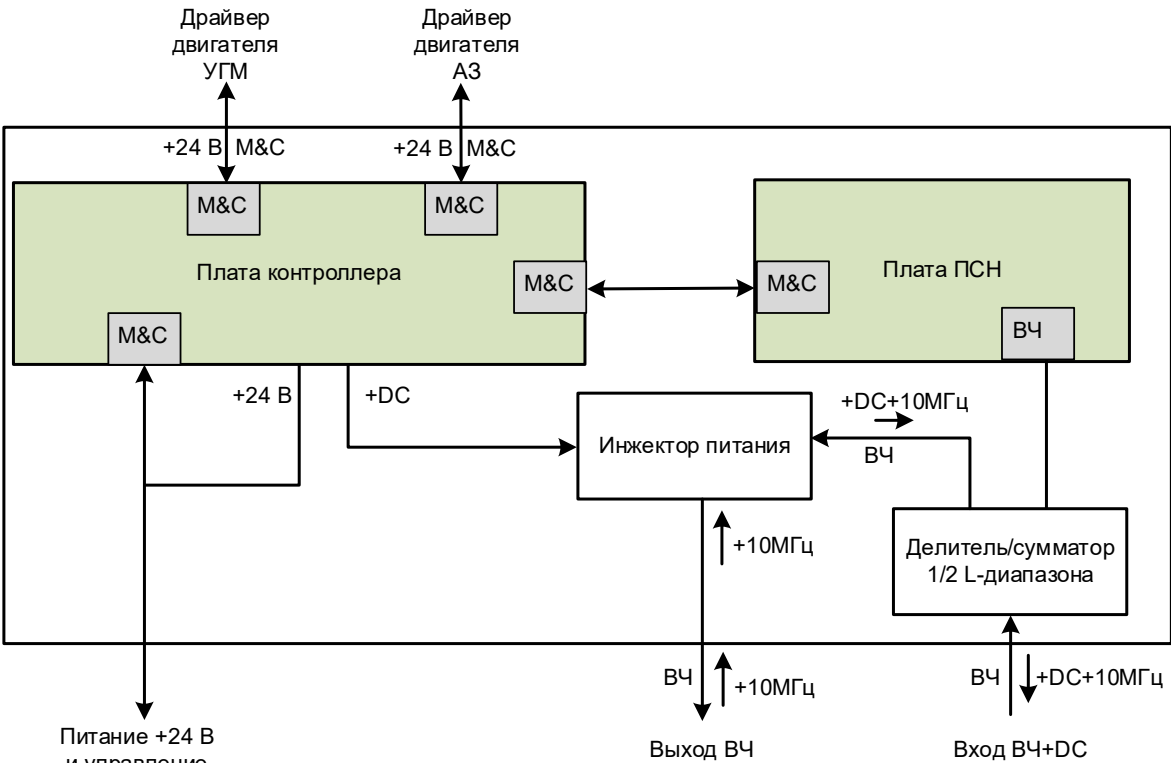 Драйвер
двигателя
УГМ
Драйвер
двигателя
АЗ
+24 В M&C
+24 В M&C
M&C
M&C
Плата контроллера
M&C
M&C
Плата ПСН
M&C
ВЧ
+24 В
+DC
Инжектор питания
+DC+10МГц
ВЧ
+10МГц
Делитель/сумматор
1/2 L-диапазона
ВЧ
+10МГц
ВЧ
+DC+10МГц
Питание +24 В
и управление
Выход ВЧ
Вход ВЧ+DC